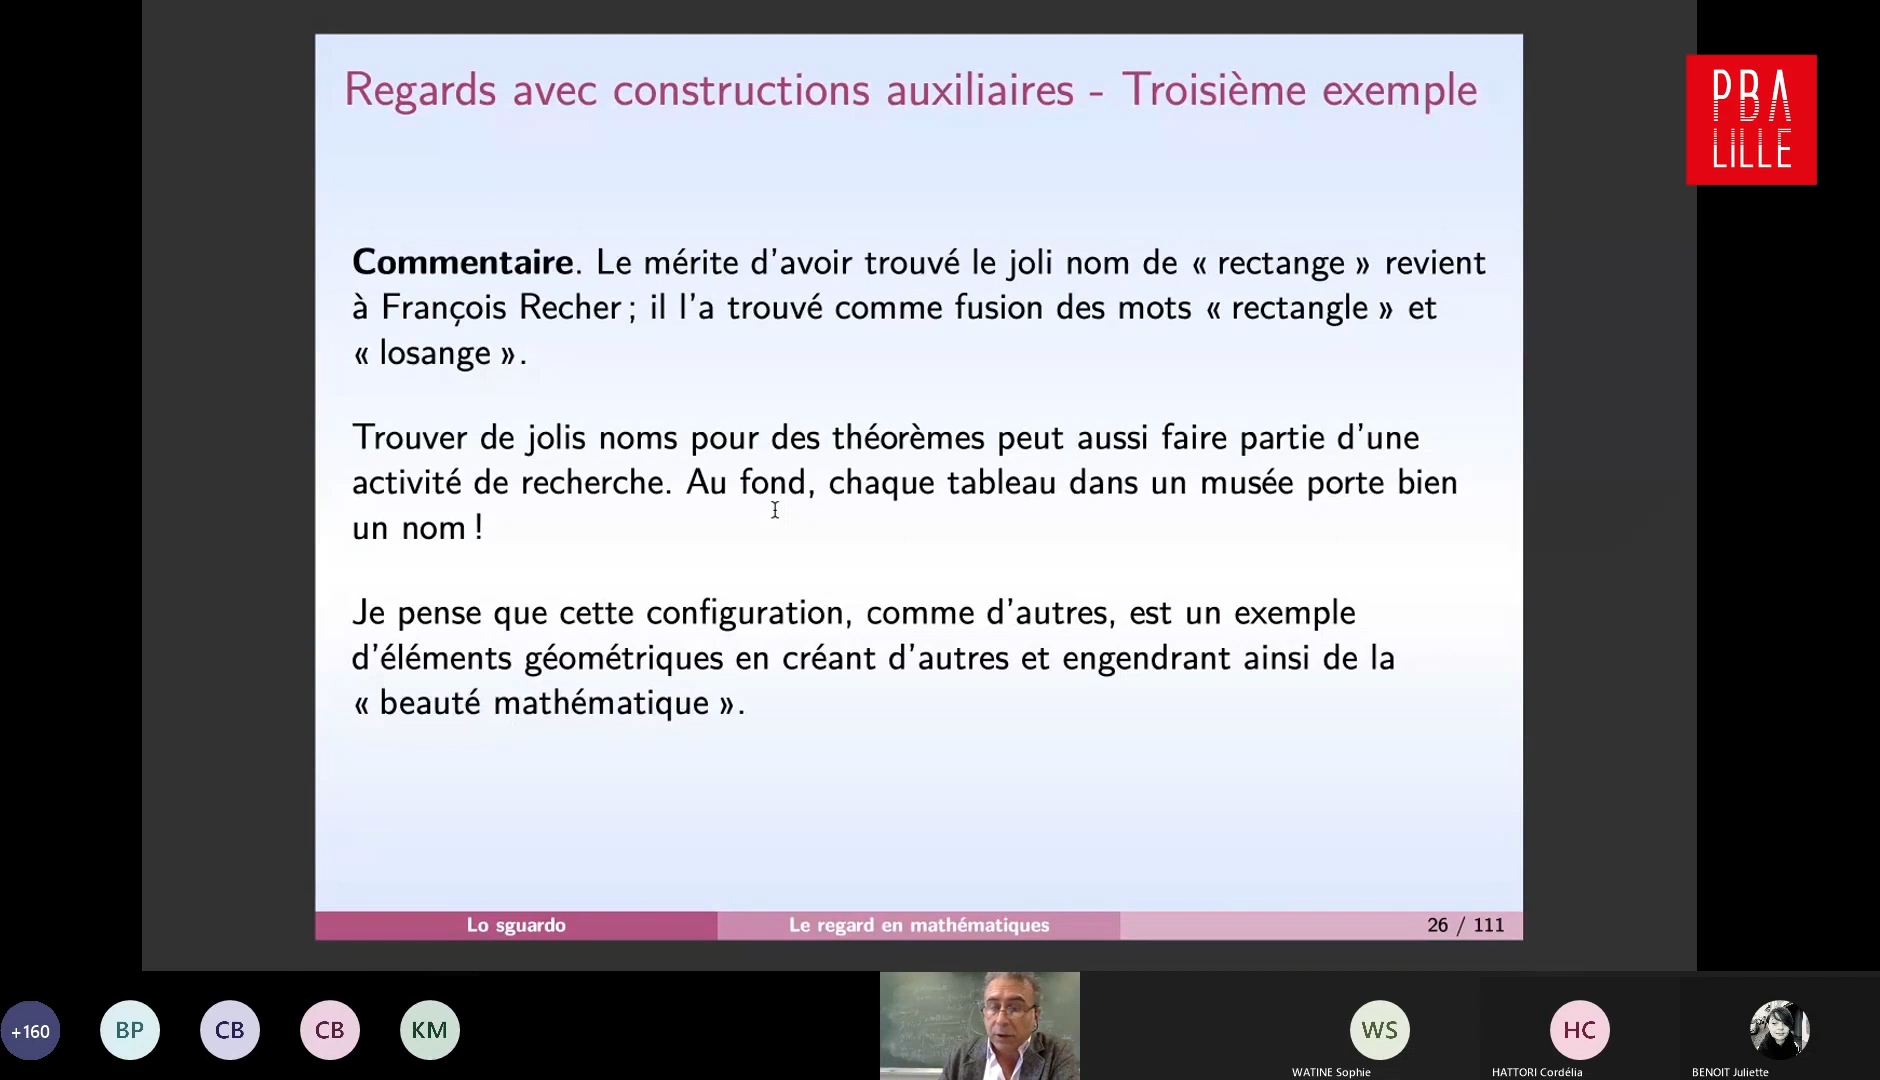 Regards avec constructions auxiliaires - Troisième exemple
PBA
LILLE
Commentaire. Le mérite d'avoir trouvé le joli nom de « rectange » revient
à François Recher ; il l'a trouvé comme fusion des mots « rectangle » et
« losange ».
Trouver de jolis noms pour des théorèmes peut aussi faire partie d'une
activité de recherche. Au fond, chaque tableau dans un musée porte bien
un nom !
Je pense que cette configuration, comme d'autres, est un exemple
d'éléments géométriques en créant d'autres et engendrant ainsi de la
« beauté mathématique ».
Lo sguardo
Le regard en mathématiques
26 / 111
+160
BP
CB
CB
KM
WS
HC
WATINE Sophie
HATTORI Cordélia
BENOIT Juliette